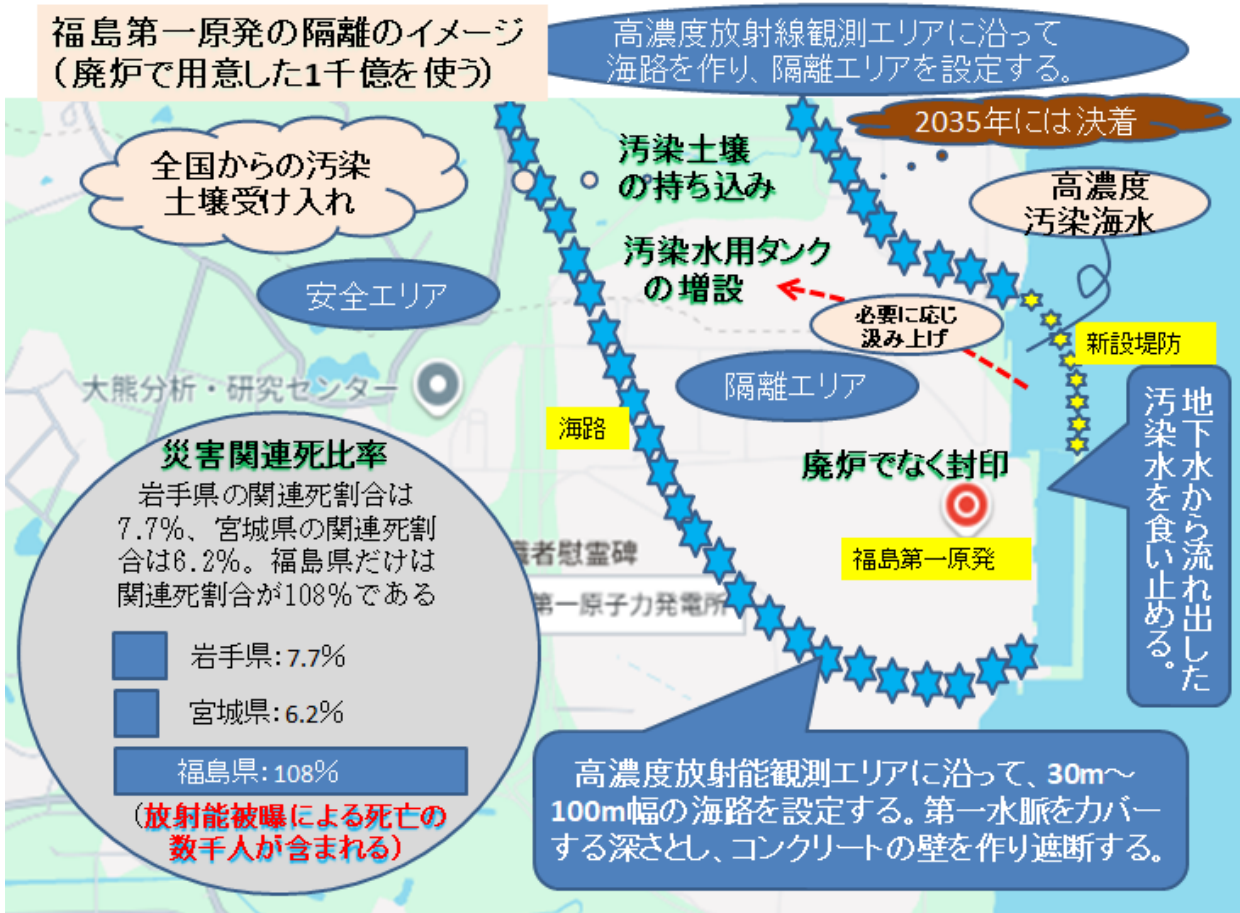 福島第一原発の隔離のイメージ
（廃炉で用意した1千億を使う）
高濃度放射線観測エリアに沿って
海路を作り、隔離エリアを設定する。
2035年には決着
全国からの汚染
土壌受け入れ
汚染土壌
の持ち込み
高濃度
汚染海水
汚染水用タンク
の増設
安全エリア
必要に応じ
汲み上げ
新設堤防
大熊分析・研究センター
隔離エリア
海路
地下水から流れ出した
汚染水を食い止める。
廃炉でなく封印
福島第一原発
災害関連死比率
岩手県の関連死割合は
7.7％、宮城県の関連死割
合は6.2％。福島県だけは
関連死割合が108％である
者慰霊碑
第一原子力発電所
岩手県：7.7％
宮城県：6.2％
福島県：108％
（放射能被曝による死亡の
数千人が含まれる）
高濃度放射能観測エリアに沿って、30m～
100m幅の海路を設定する。第一水脈をカバー
する深さとし、コンクリートの壁を作り遮断する。